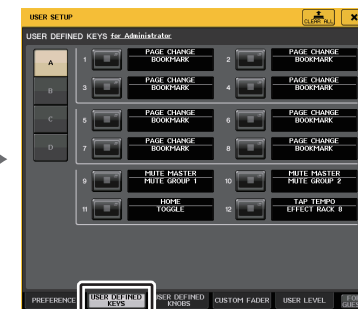 USER SETUP
CLEAR ALL
USER DEFINED KEYS for Administrator
A
B
C
D
1 PAGE CHANGE BOOKMARK
2 PAGE CHANGE BOOKMARK
3 PAGE CHANGE BOOKMARK
4 PAGE CHANGE BOOKMARK
5 PAGE CHANGE BOOKMARK
6 PAGE CHANGE BOOKMARK
7 PAGE CHANGE BOOKMARK
8 PAGE CHANGE BOOKMARK
9 MUTE MASTER MUTE GROUP 1
10 MUTE MASTER MUTE GROUP 2
11 HOME TOGGLE
12 TAP TEMPO EFFECT RACK 8
PREFERENCE
USER DEFINED KEYS
USER DEFINED KNOBS
CUSTOM FADER
USER LEVEL